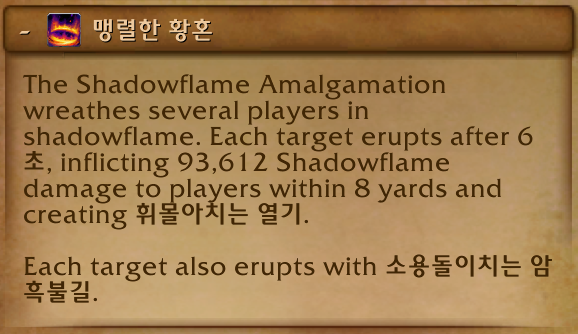 - 맹렬한 황혼
The Shadowflame Amalgamation
wreathes several players in
shadowflame. Each target erupts after 6
초, inflicting 93,612 Shadowflame
damage to players within 8 yards and
creating 휘몰아치는 열기.
Each target also erupts with 소용돌이치는 암
흑불길.